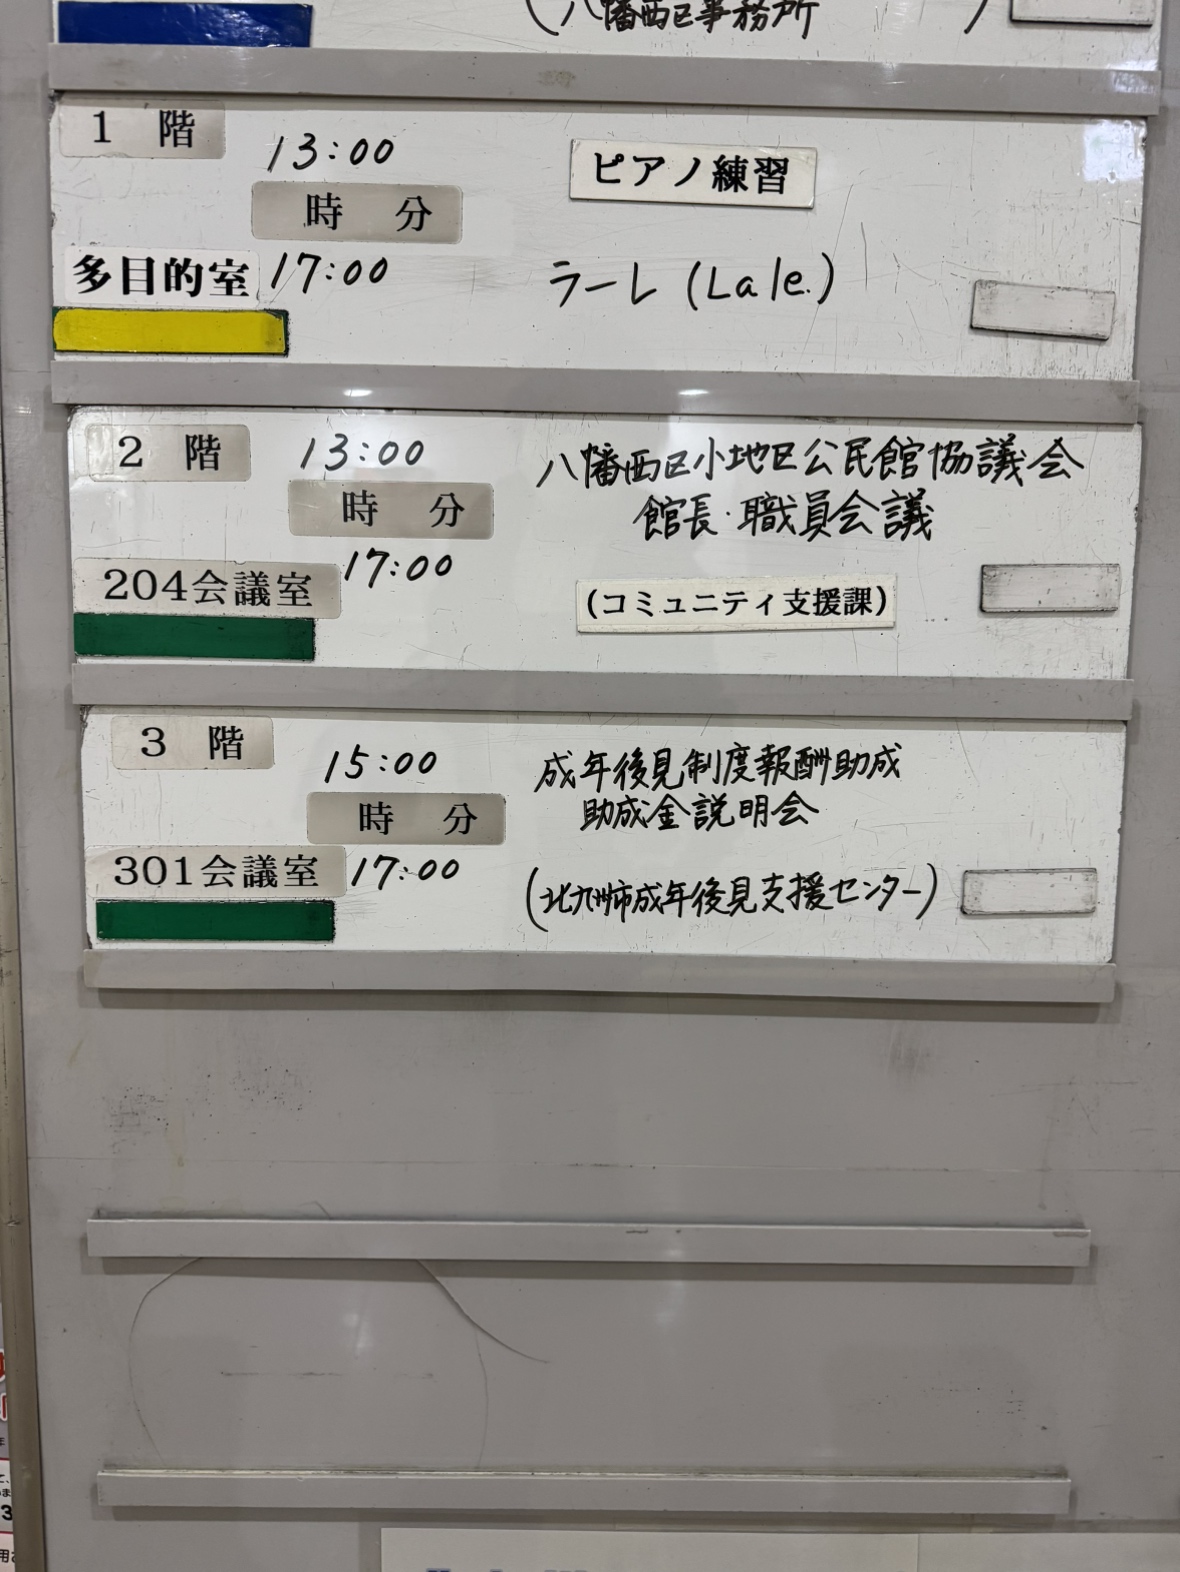 (八幡西区事務所)
1 階
13:00
ピアノ練習
時 分
多目的室
17:00
ラーレ (Lale.)
2 階
13:00
八幡西区小地区公民館協議会
時 分
館長・職員会議
17:00
204会議室
(コミュニティ支援課)
3 階
15:00
成年後見制度報酬助成
時 分
助成金説明会
301会議室
17:00
(北九州市成年後見支援センター)